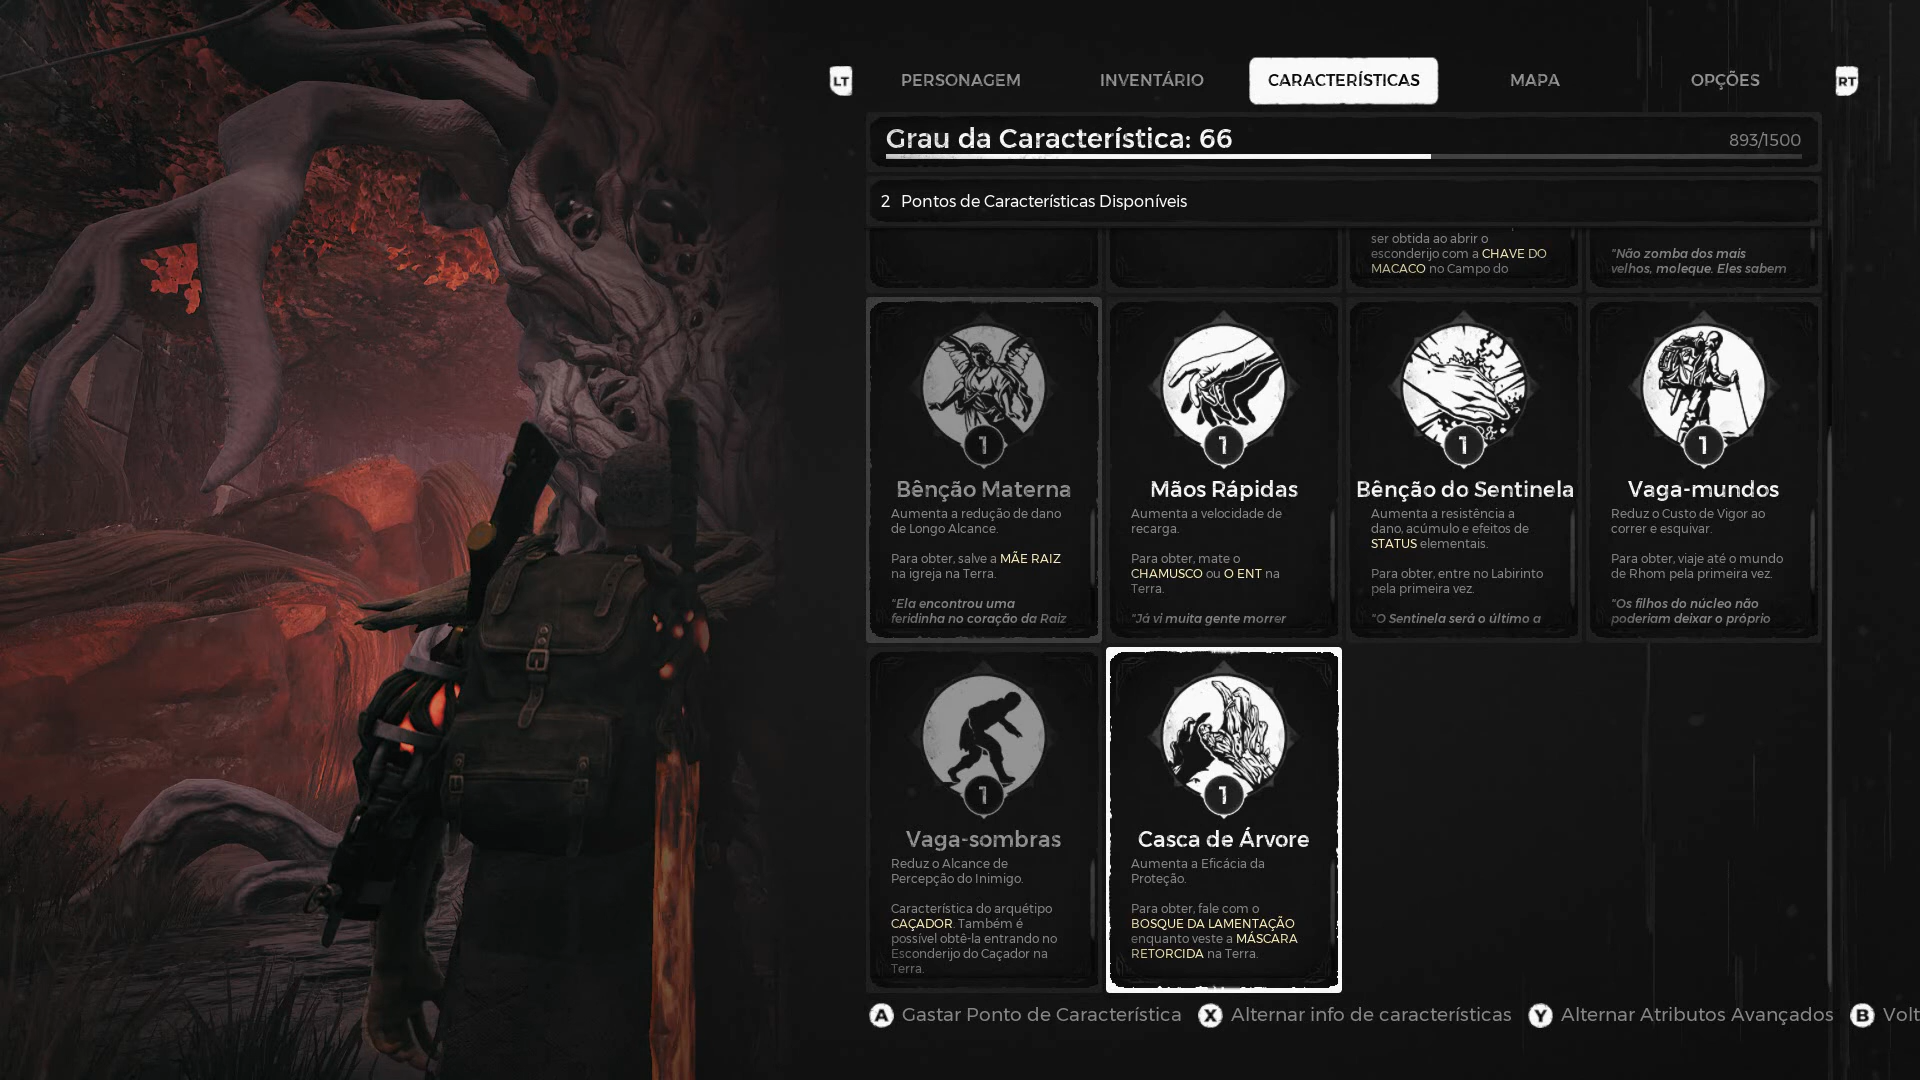 LT
PERSONAGEM
INVENTÁRIO
CARACTERÍSTICAS
MAPA
OPÇÕES
RT
Grau da Característica: 66
893/1500
2 Pontos de Características Disponíveis
ser obtida ao abrir o
esconderijo com a CHAVE DO
MACACO no Campo do
"Não zomba dos mais
velhos, moleque. Eles sabem
1
Bênção Materna
Aumenta a redução de dano
de Longo Alcance.
Para obter, salve a MÃE RAIZ
na igreja na Terra.
"Ela encontrou uma
feridinha no coração da Raiz
1
Mãos Rápidas
Aumenta a velocidade de
recarga.
Para obter, mate o
CHAMUSCO ou O ENT na
Terra.
"Já vi muita gente morrer
1
Bênção do Sentinela
Aumenta a resistência a
dano, acúmulo e efeitos de
STATUS elementais.
Para obter, entre no Labirinto
pela primeira vez.
"O Sentinela será o último a
1
Vaga-mundos
Reduz o Custo de Vigor ao
correr e esquivar.
Para obter, viaje até o mundo
de Rhom pela primeira vez.
"Os filhos do núcleo não
poderiam deixar o próprio
1
Vaga-sombras
Reduz o Alcance de
Percepção do Inimigo.
Característica do arquétipo
CAÇADOR. Também é
possível obtê-la entrando no
Esconderijo do Caçador na
Terra.
1
Casca de Árvore
Aumenta a Eficácia da
Proteção.
Para obter, fale com o
BOSQUE DA LAMENTAÇÃO
enquanto veste a MÁSCARA
RETORCIDA na Terra.
A Gastar Ponto de Característica
X Alternar info de características
Y Alternar Atributos Avançados
B Volt